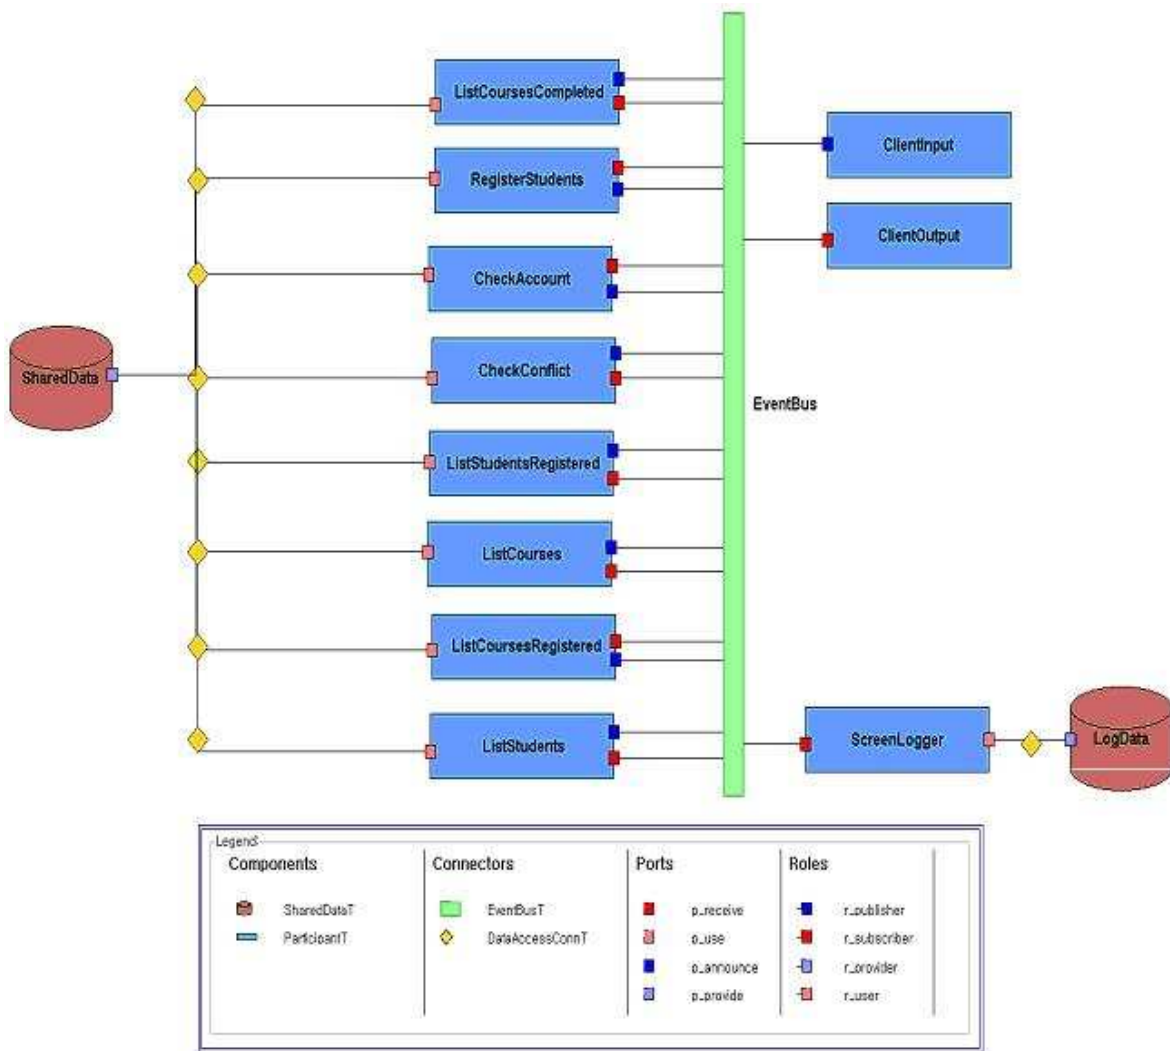 ListCoursesCompleted
ClientInput
RegisterStudents
ClientOutput
CheckAccount
SharedData
CheckConflict
EventBus
ListStudentsRegistered
ListCourses
ListCoursesRegistered
ListStudents
ScreenLogger
LogData
Legend
Components
Connectors
Ports
Roles
SharedDataT
EventBusT
p_receive
r_publisher
ParticipantT
DataAccessConnT
p_use
r_subscriber
p_announce
r_provider
p_provide
r_user